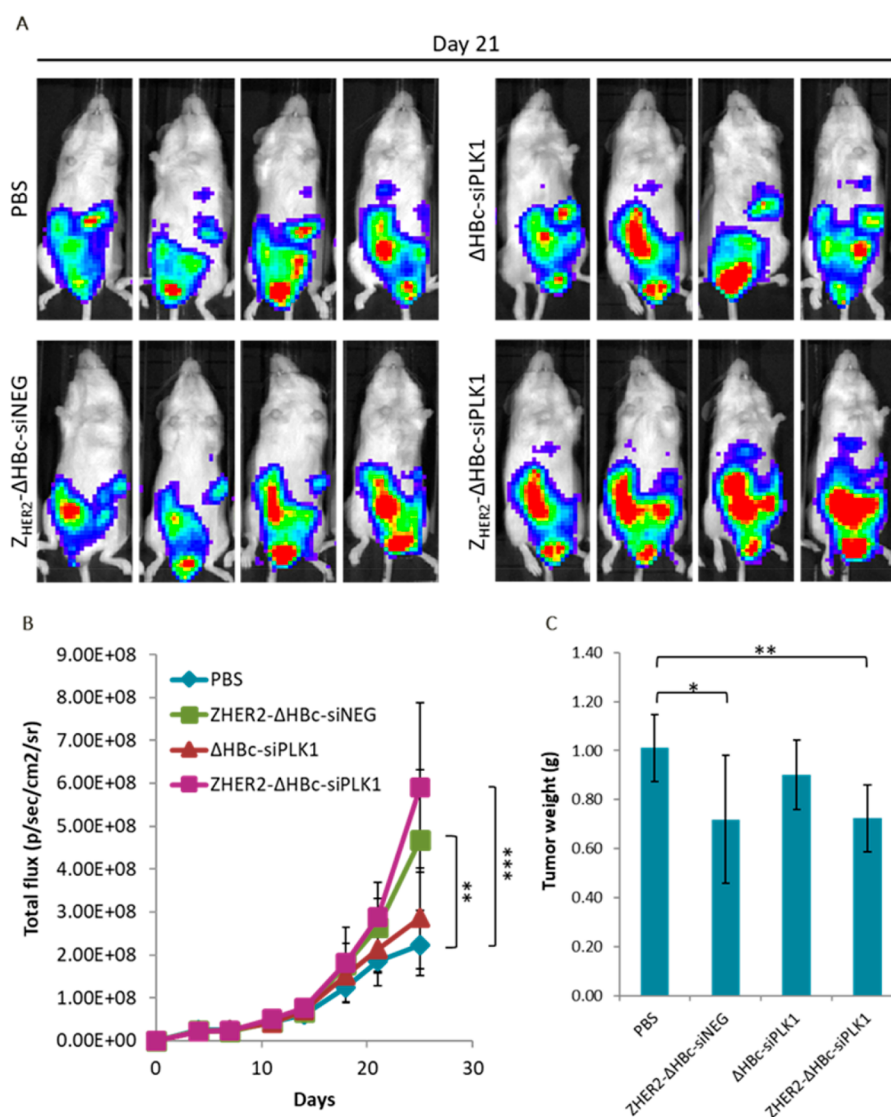 A
Day 21
PBS
ΔHBc-siPLK1
Z_HER2-ΔHBc-siNEG
Z_HER2-ΔHBc-siPLK1
B
9.00E+08
8.00E+08
7.00E+08
6.00E+08
5.00E+08
4.00E+08
3.00E+08
2.00E+08
1.00E+08
0.00E+00
Total flux (p/sec/cm2/sr)
PBS
ZHER2-ΔHBc-siNEG
ΔHBc-siPLK1
ZHER2-ΔHBc-siPLK1
**
***
0 10 20 30
Days
C
1.40
1.20
1.00
0.80
0.60
0.40
0.20
0.00
Tumor weight (g)
**
*
PBS
ZHER2-ΔHBc-siNEG
ΔHBc-siPLK1
ZHER2-ΔHBc-siPLK1